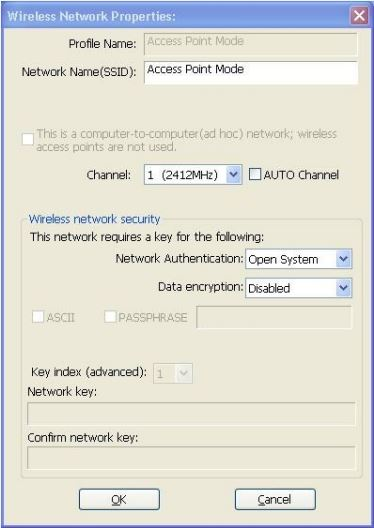 Wireless Network Properties:
Profile Name: Access Point Mode
Network Name(SSID): Access Point Mode
This is a computer-to-computer(ad hoc) network; wireless
access points are not used.
Channel: 1 (2412MHz) AUTO Channel
Wireless network security
This network requires a key for the following:
Network Authentication: Open System
Data encryption: Disabled
ASCII PASSPHRASE
Key index (advanced): 1
Network key:
Confirm network key:
OK Cancel